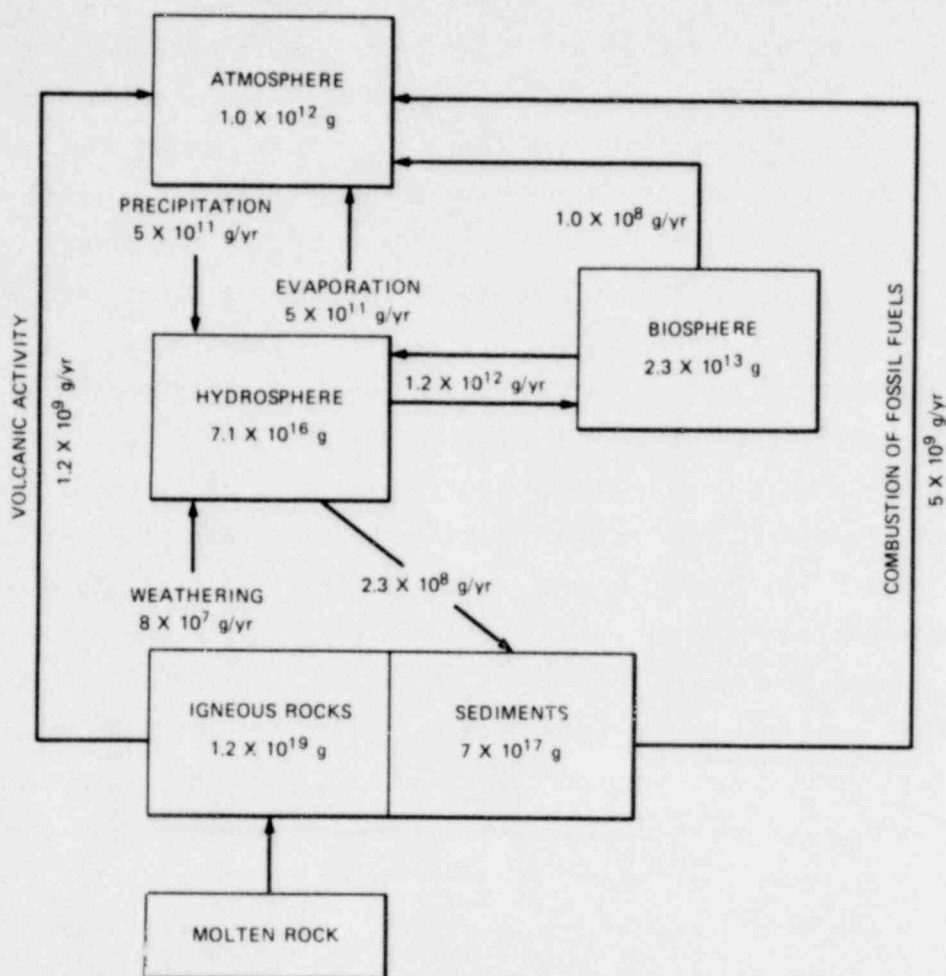 ATMOSPHERE
1.0 X 10¹² g
PRECIPITATION
5 X 10¹¹ g/yr
EVAPORATION
5 X 10¹¹ g/yr
1.0 X 10⁸ g/yr
BIOSPHERE
2.3 X 10¹³ g
HYDROSPHERE
7.1 X 10¹⁶ g
1.2 X 10¹² g/yr
VOLCANIC ACTIVITY
1.2 X 10⁹ g/yr
COMBUSTION OF FOSSIL FUELS
5 X 10⁹ g/yr
WEATHERING
8 X 10⁷ g/yr
2.3 X 10⁸ g/yr
IGNEOUS ROCKS
1.2 X 10¹⁹ g
SEDIMENTS
7 X 10¹⁷ g
MOLTEN ROCK